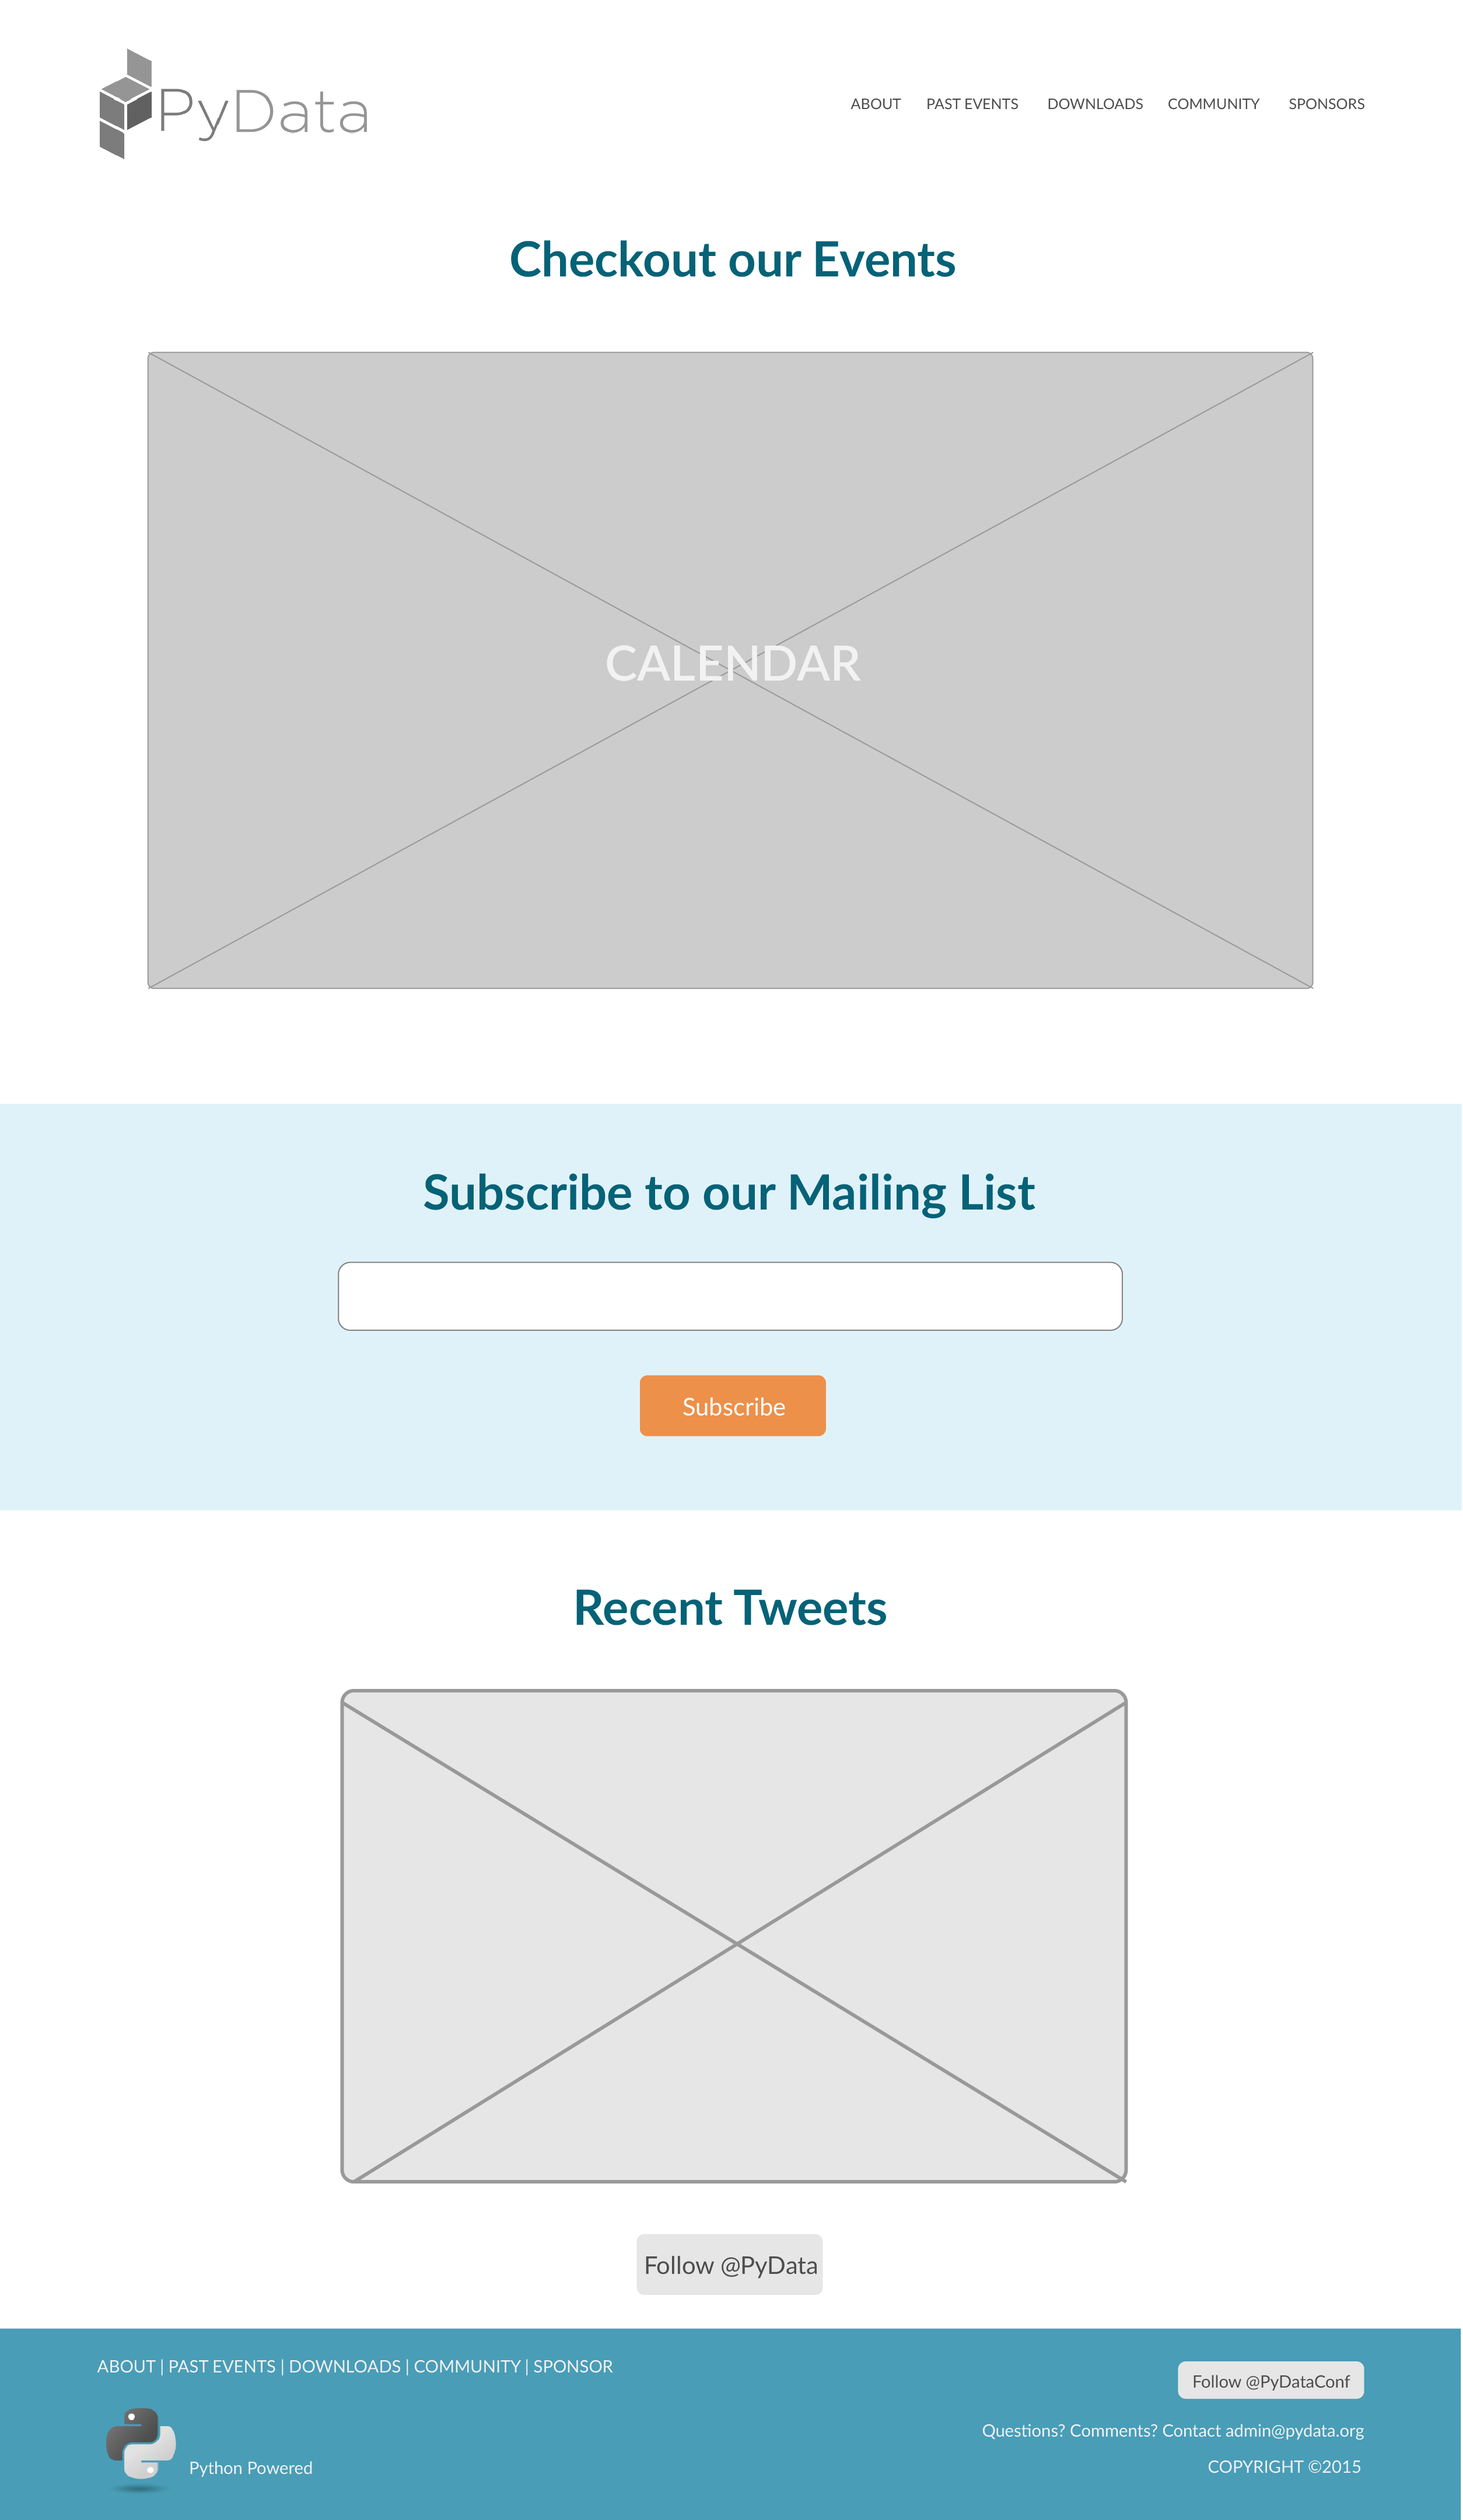 PyData
ABOUT PAST EVENTS DOWNLOADS COMMUNITY SPONSORS
Checkout our Events
CALENDAR
Subscribe to our Mailing List
Subscribe
Recent Tweets
Follow @PyData
ABOUT | PAST EVENTS | DOWNLOADS | COMMUNITY | SPONSOR
Python Powered
Follow @PyDataConf
Questions? Comments? Contact admin@pydata.org
COPYRIGHT ©2015